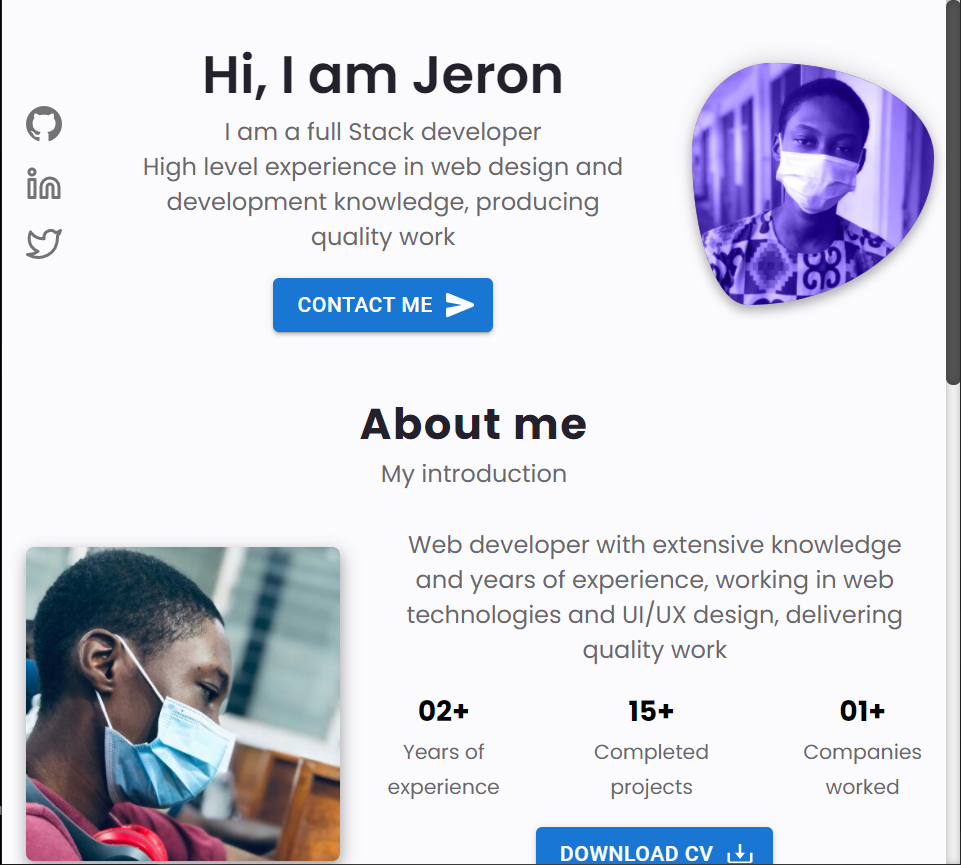 Hi, I am Jeron
I am a full Stack developer
High level experience in web design and
development knowledge, producing
quality work
CONTACT ME
About me
My introduction
Web developer with extensive knowledge
and years of experience, working in web
technologies and UI/UX design, delivering
quality work
02+
Years of
experience
15+
Completed
projects
01+
Companies
worked
DOWNLOAD CV